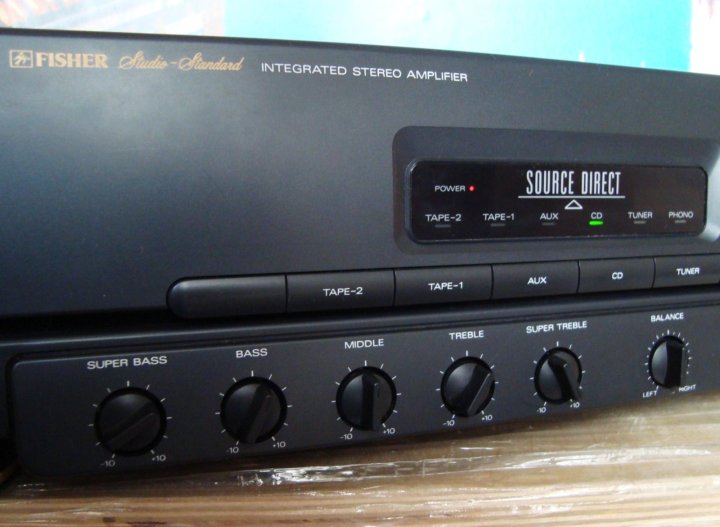 FISHER Studio-Standard INTEGRATED STEREO AMPLIFIER
SOURCE DIRECT
POWER
TAPE-2 TAPE-1 AUX CD TUNER PHONO
TAPE-2 TAPE-1 AUX CD TUNER
SUPER BASS BASS MIDDLE TREBLE SUPER TREBLE BALANCE
-10 +10 -10 +10 -10 +10 -10 +10 -10 +10 LEFT RIGHT